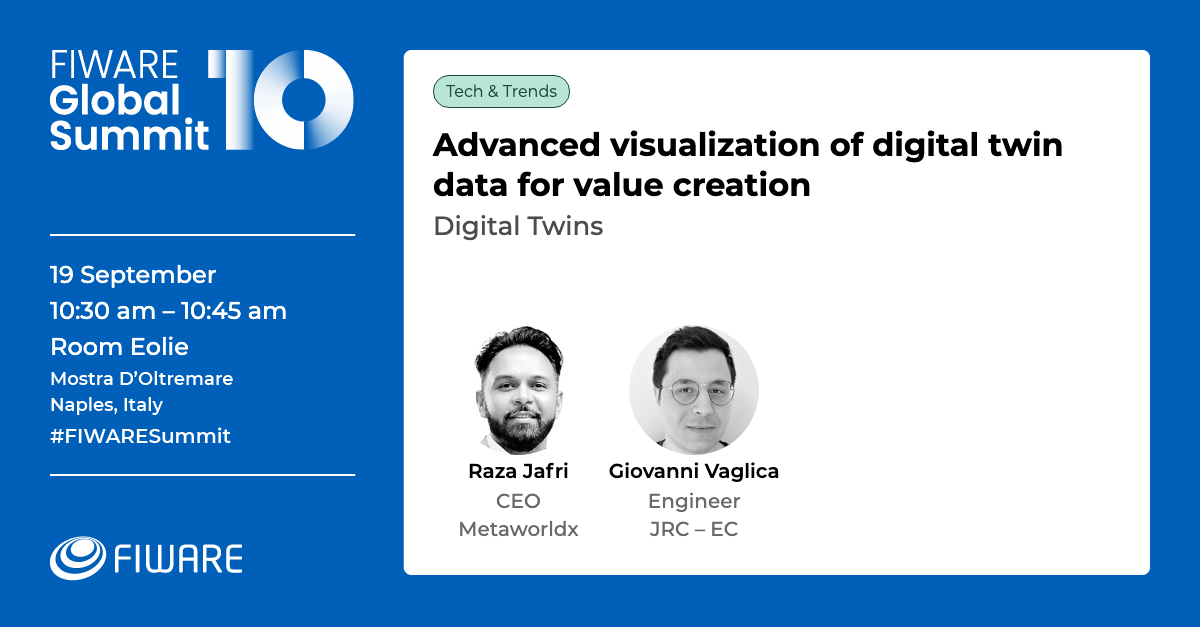 FIWARE
Global
Summit
10
19 September
10:30 am – 10:45 am
Room Eolie
Mostra D’Oltremare
Naples, Italy
#FIWARESummit
FIWARE
Tech & Trends
Advanced visualization of digital twin
data for value creation
Digital Twins
Raza Jafri
CEO
Metaworldx
Giovanni Vaglica
Engineer
JRC – EC